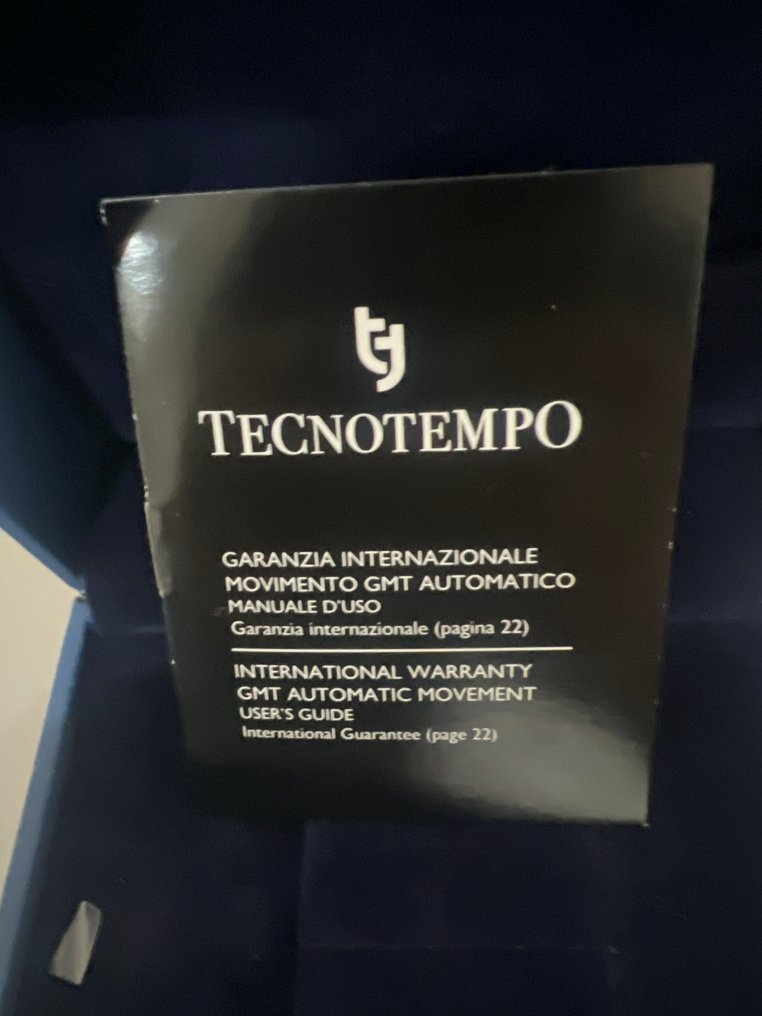 TECNOTEMPO
GARANZIA INTERNAZIONALE
MOVIMENTO GMT AUTOMATICO
MANUALE D'USO
Garanzia internazionale (pagina 22)
INTERNATIONAL WARRANTY
GMT AUTOMATIC MOVEMENT
USER'S GUIDE
International Guarantee (page 22)